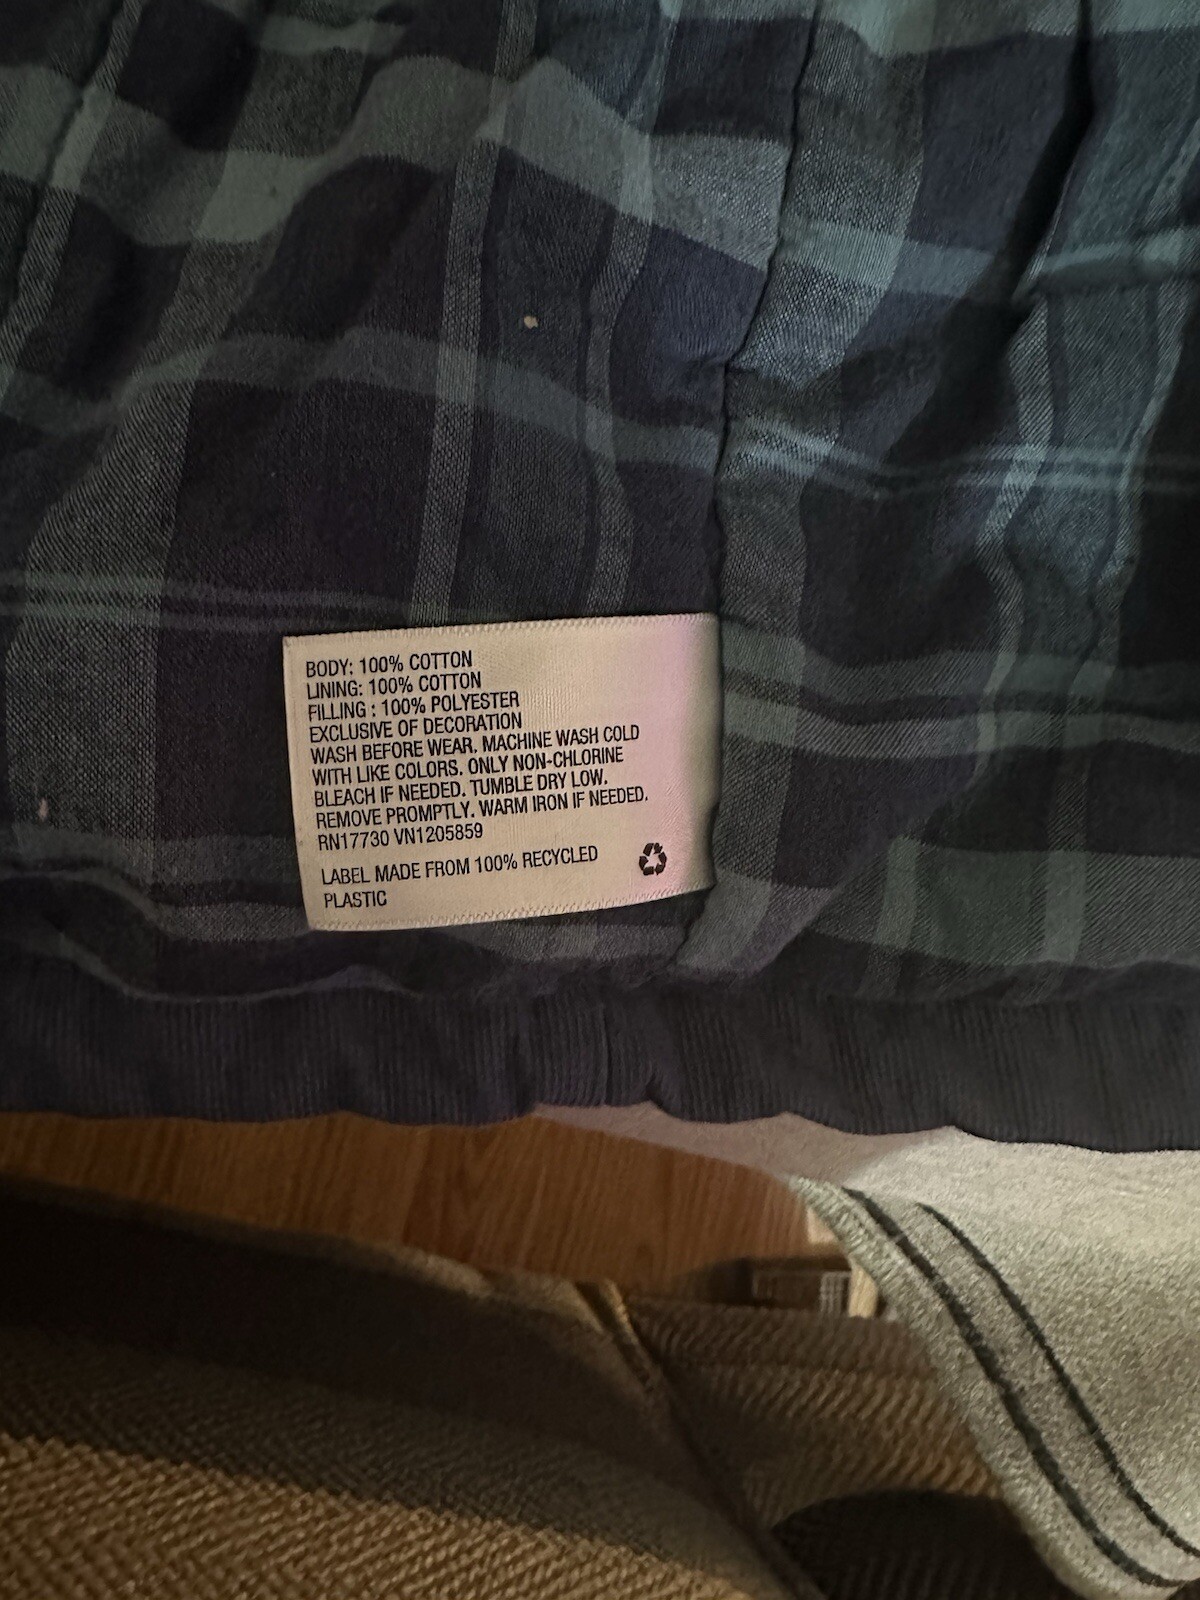 BODY: 100% COTTON
LINING: 100% COTTON
FILLING : 100% POLYESTER
EXCLUSIVE OF DECORATION
WASH BEFORE WEAR. MACHINE WASH COLD
WITH LIKE COLORS. ONLY NON-CHLORINE
BLEACH IF NEEDED. TUMBLE DRY LOW.
REMOVE PROMPTLY. WARM IRON IF NEEDED.
RN17730 VN1205859
LABEL MADE FROM 100% RECYCLED
PLASTIC